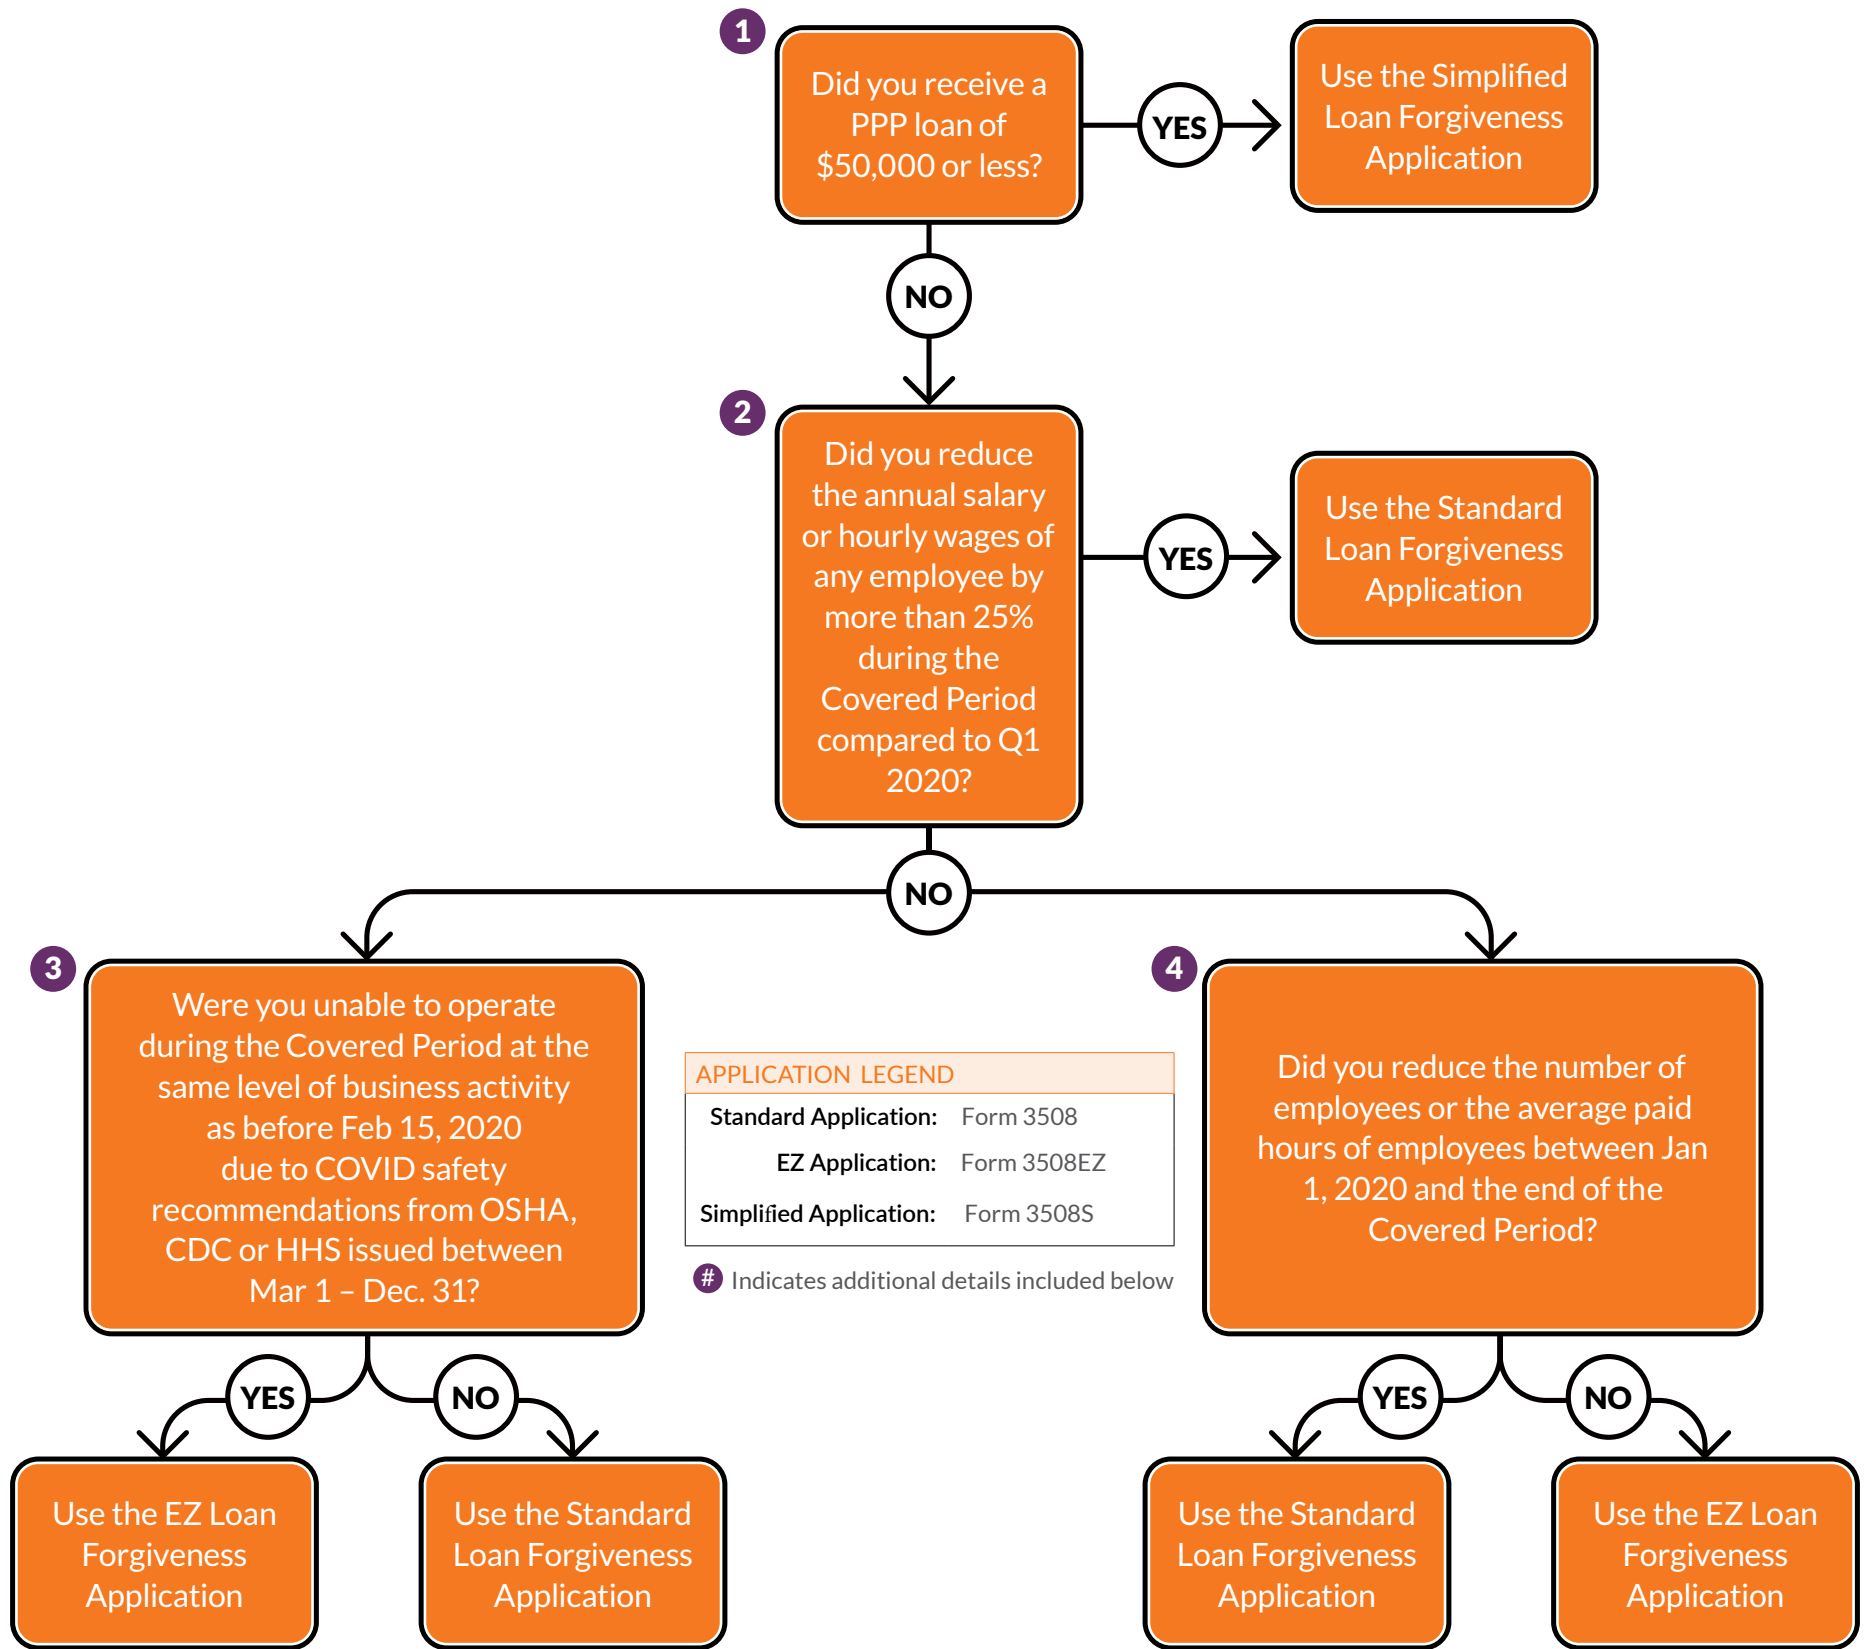 1
Did you receive a
PPP loan of
$50,000 or less?
YES
Use the Simplified
Loan Forgiveness
Application
NO
2
Did you reduce
the annual salary
or hourly wages of
any employee by
more than 25%
during the
Covered Period
compared to Q1
2020?
YES
Use the Standard
Loan Forgiveness
Application
NO
3
Were you unable to operate
during the Covered Period at the
same level of business activity
as before Feb 15, 2020
due to COVID safety
recommendations from OSHA,
CDC or HHS issued between
Mar 1 – Dec. 31?
APPLICATION LEGEND
Standard Application: Form 3508
EZ Application: Form 3508EZ
Simplified Application: Form 3508S
# Indicates additional details included below
4
Did you reduce the number of
employees or the average paid
hours of employees between Jan
1, 2020 and the end of the
Covered Period?
YES
NO
YES
NO
Use the EZ Loan
Forgiveness
Application
Use the Standard
Loan Forgiveness
Application
Use the Standard
Loan Forgiveness
Application
Use the EZ Loan
Forgiveness
Application